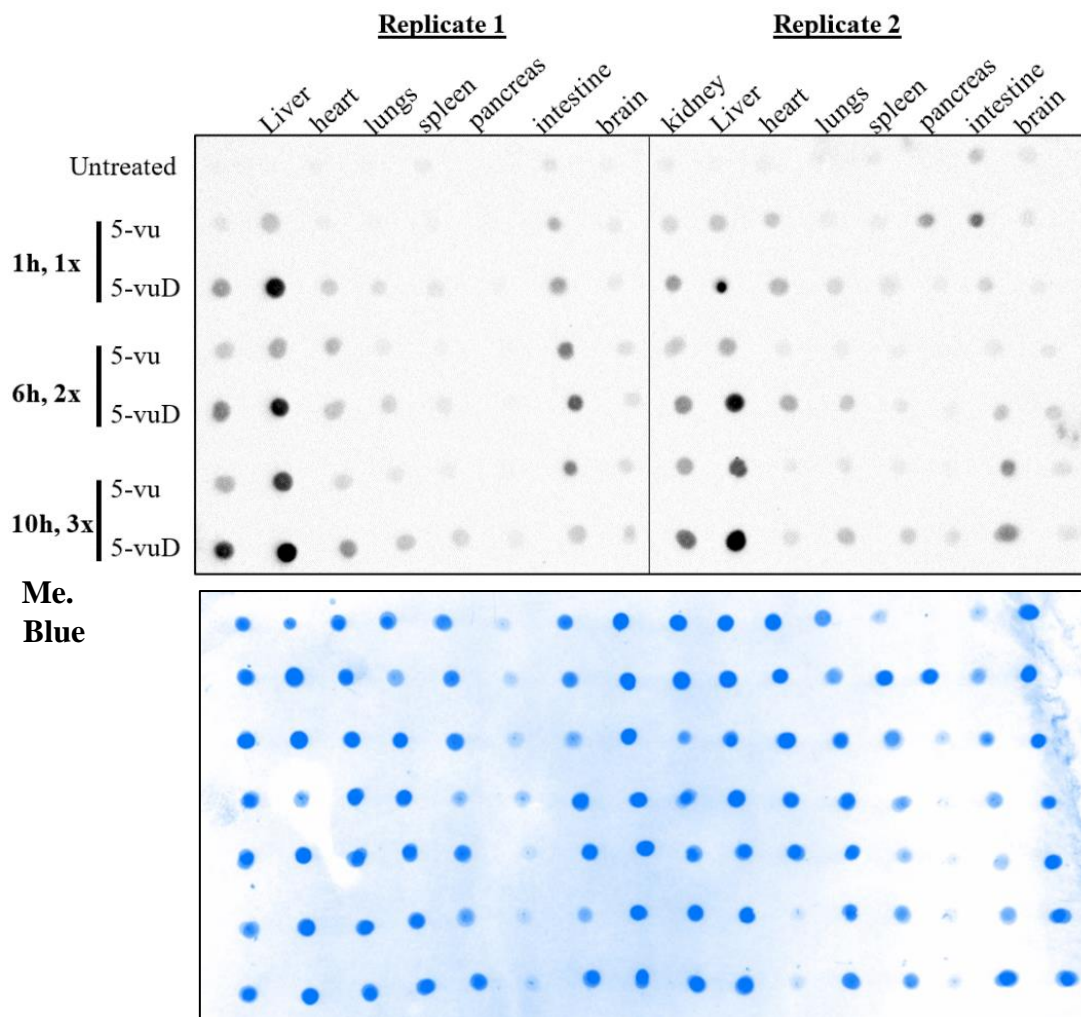 Replicate 1 Replicate 2
Liver heart lungs spleen pancreas intestine brain kidney Liver heart lungs spleen pancreas intestine brain
Untreated
5-vu
1h, 1x
5-vuD
5-vu
6h, 2x
5-vuD
5-vu
10h, 3x
5-vuD
Me.
Blue